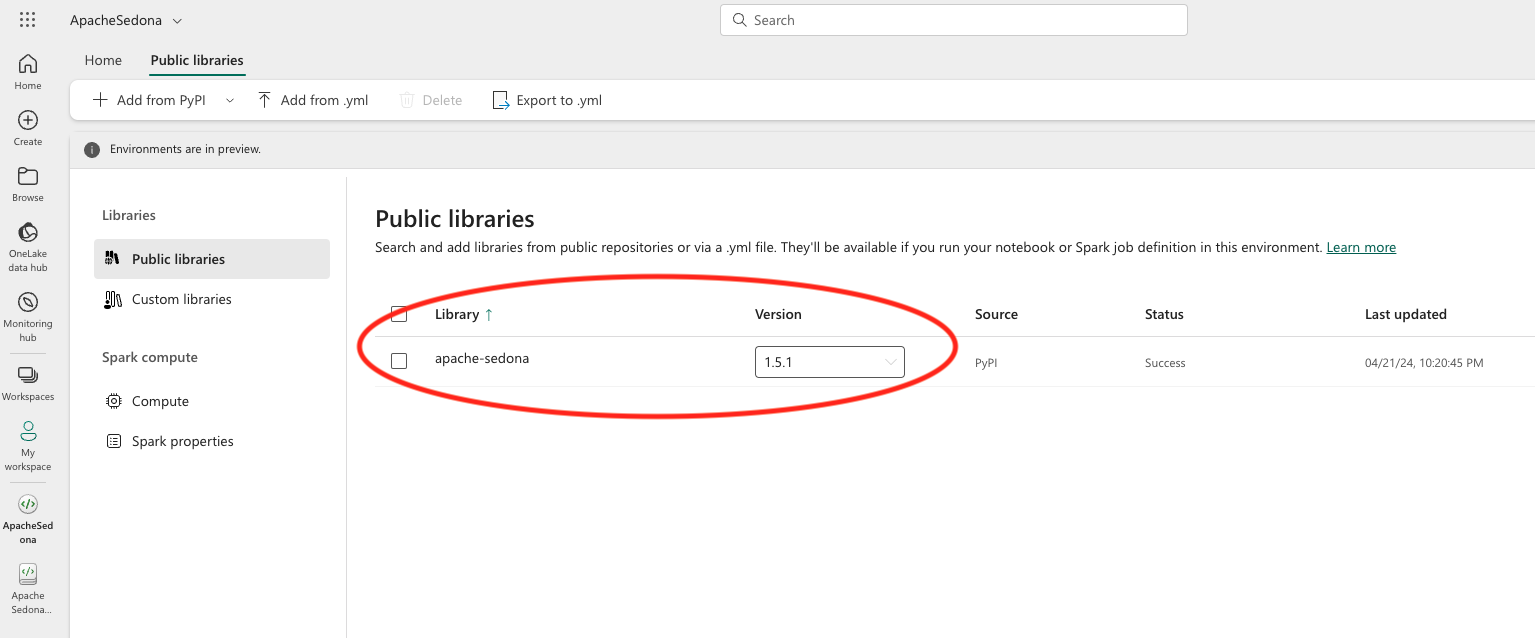 ApacheSedona
Search
Home
Public libraries
Add from PyPI
Add from .yml
Delete
Export to .yml
Environments are in preview.
Home
Create
Browse
OneLake
data hub
Monitoring
hub
Workspaces
My
workspace
ApacheSed
ona
Apache
Sedona...
Libraries
Public libraries
Custom libraries
Spark compute
Compute
Spark properties
Public libraries
Search and add libraries from public repositories or via a .yml file. They'll be available if you run your notebook or Spark job definition in this environment. Learn more
Library ↑ Version Source Status Last updated
apache-sedona 1.5.1 PyPI Success 04/21/24, 10:20:45 PM